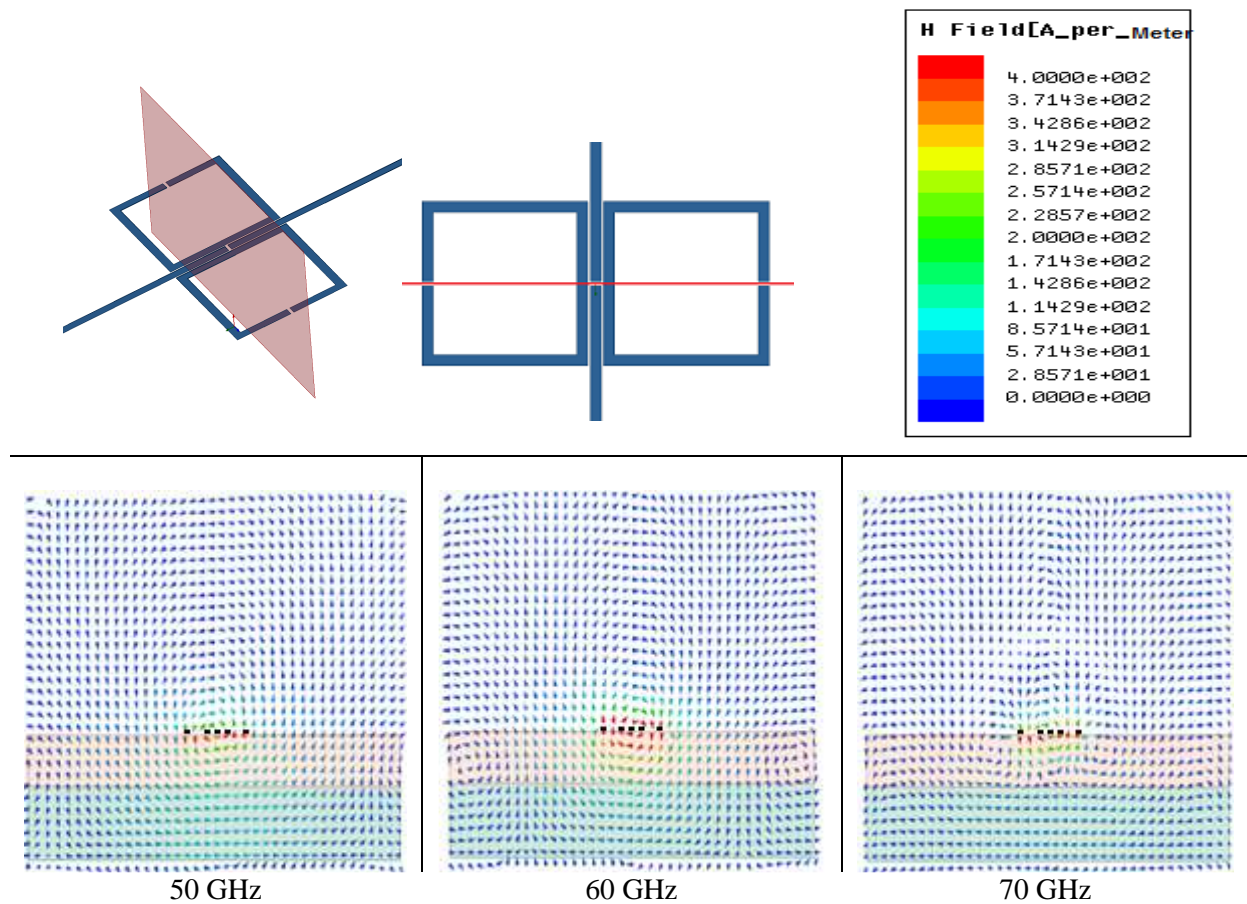 H Field[A_per_Meter
4.0000e+002
3.7143e+002
3.4286e+002
3.1429e+002
2.8571e+002
2.5714e+002
2.2857e+002
2.0000e+002
1.7143e+002
1.4286e+002
1.1429e+002
8.5714e+001
5.7143e+001
2.8571e+001
0.0000e+000
50 GHz
60 GHz
70 GHz